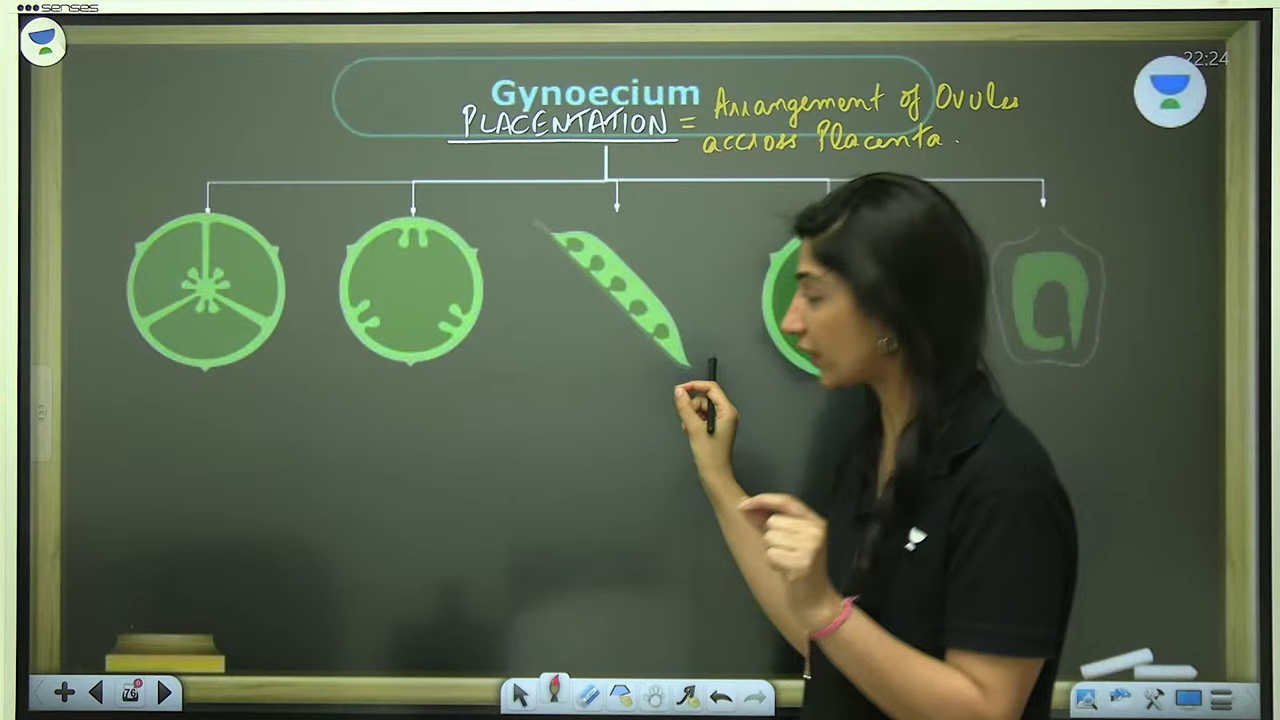 senses
22:24
Gynoecium
PLACENTATION = Arrangement of Ovules
accross Placenta.
76